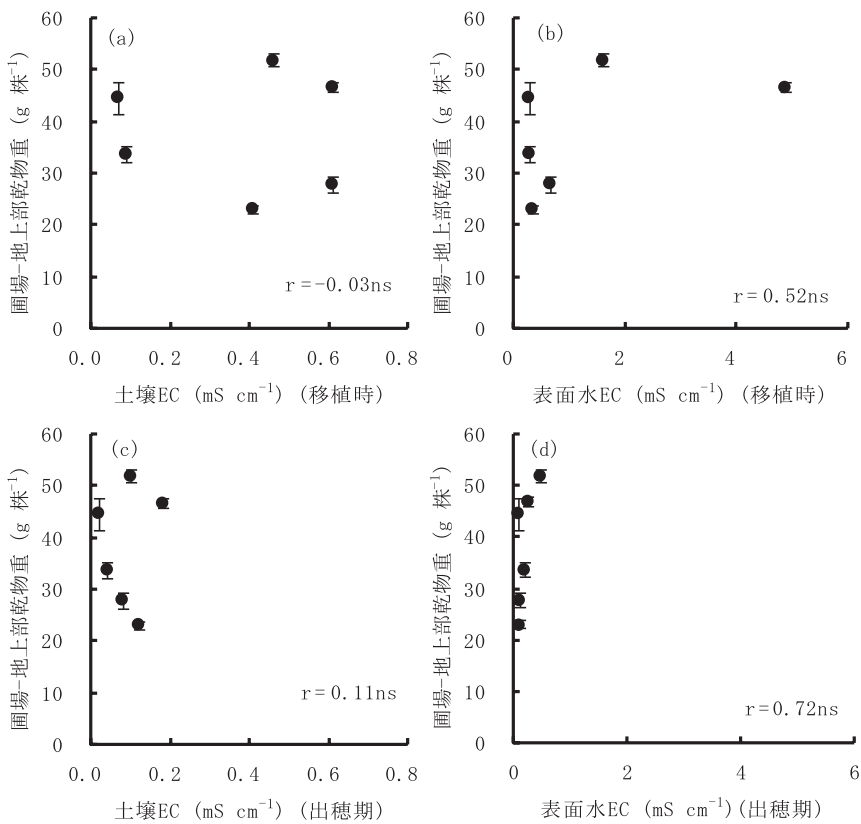 (a)
圃場-地上部乾物重 (g 株⁻¹)
60
50
40
30
20
10
0
r=-0.03ns
0.0 0.2 0.4 0.6 0.8
土壌EC (mS cm⁻¹) (移植時)
(b)
圃場-地上部乾物重 (g 株⁻¹)
60
50
40
30
20
10
0
r=0.52ns
0 2 4 6
表面水EC (mS cm⁻¹) (移植時)
(c)
圃場-地上部乾物重 (g 株⁻¹)
60
50
40
30
20
10
0
r=0.11ns
0.0 0.2 0.4 0.6 0.8
土壌EC (mS cm⁻¹) (出穂期)
(d)
圃場-地上部乾物重 (g 株⁻¹)
60
50
40
30
20
10
0
r=0.72ns
0 2 4 6
表面水EC (mS cm⁻¹)(出穂期)